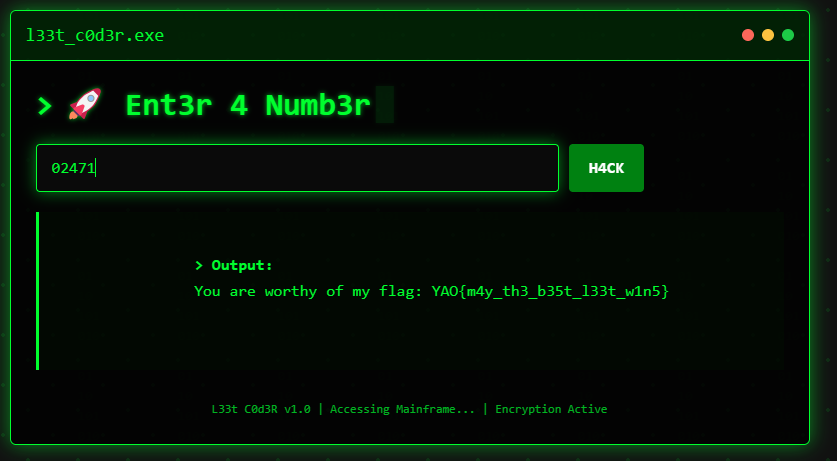 l33t_c0d3r.exe
> 🚀 Ent3r 4 Numb3r
02471
H4CK
> Output:
You are worthy of my flag: YAO{m4y_th3_b35t_l33t_w1n5}
L33t C0d3R v1.0 | Accessing Mainframe... | Encryption Active